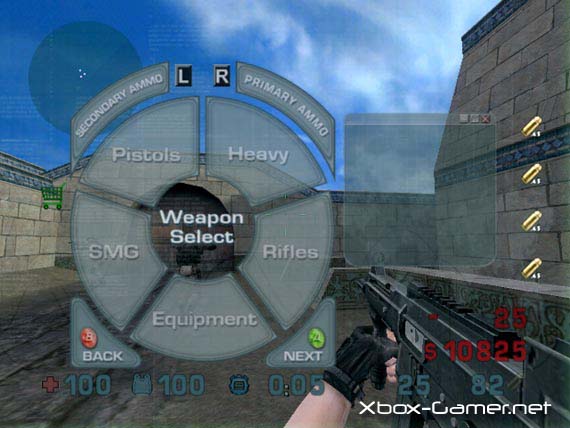 L R
SECONDARY AMMO
PRIMARY AMMO
Pistols
Heavy
Weapon
Select
SMG
Rifles
Equipment
B
BACK
A
NEXT
25
$ 10825
100 100 0:05 25 82
Xbox-Gamer.net